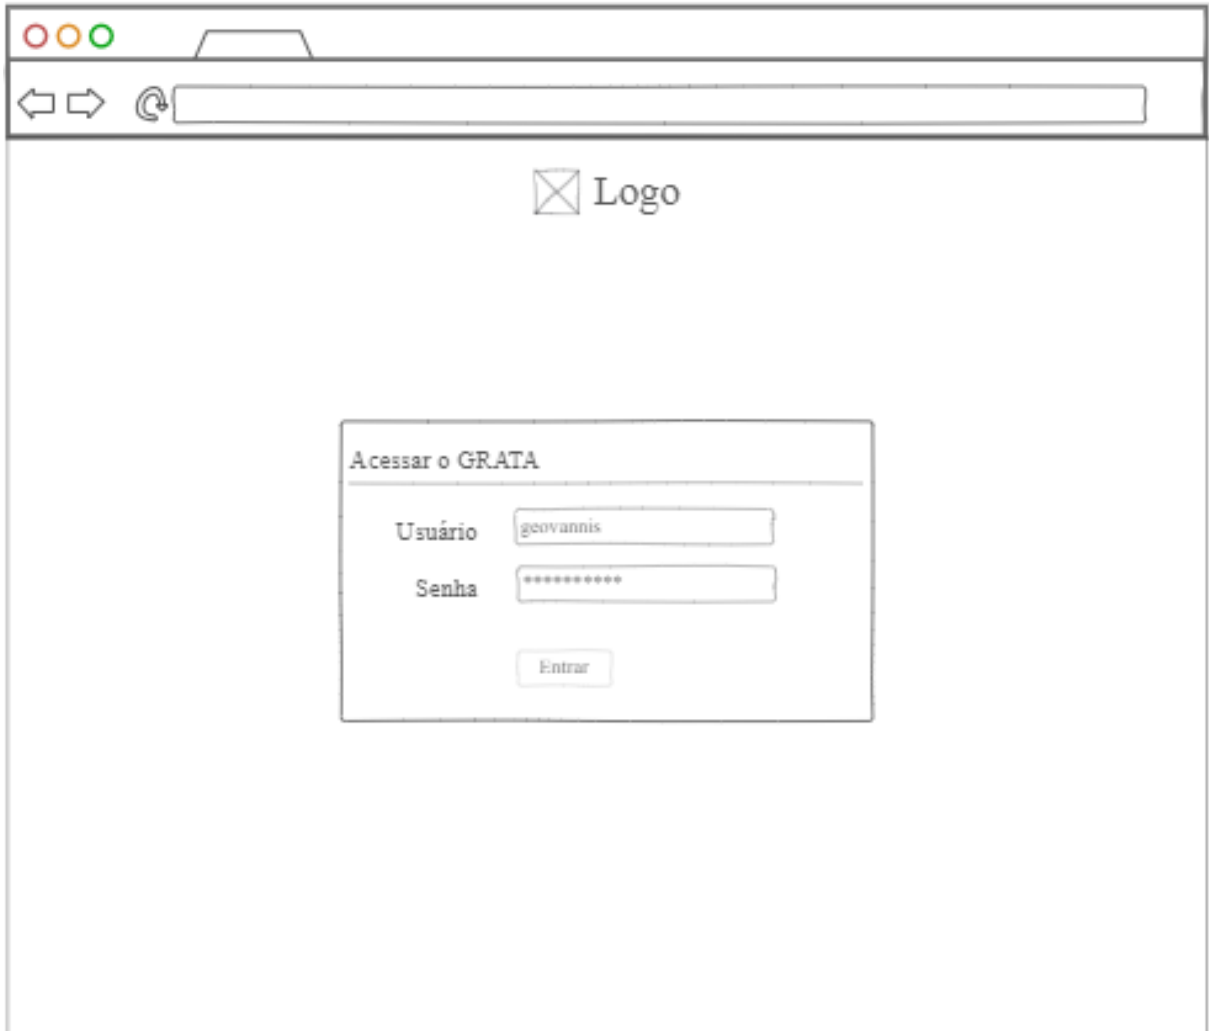 Logo
Acessar o GRATA
Usuário geovannis
Senha **********
Entrar